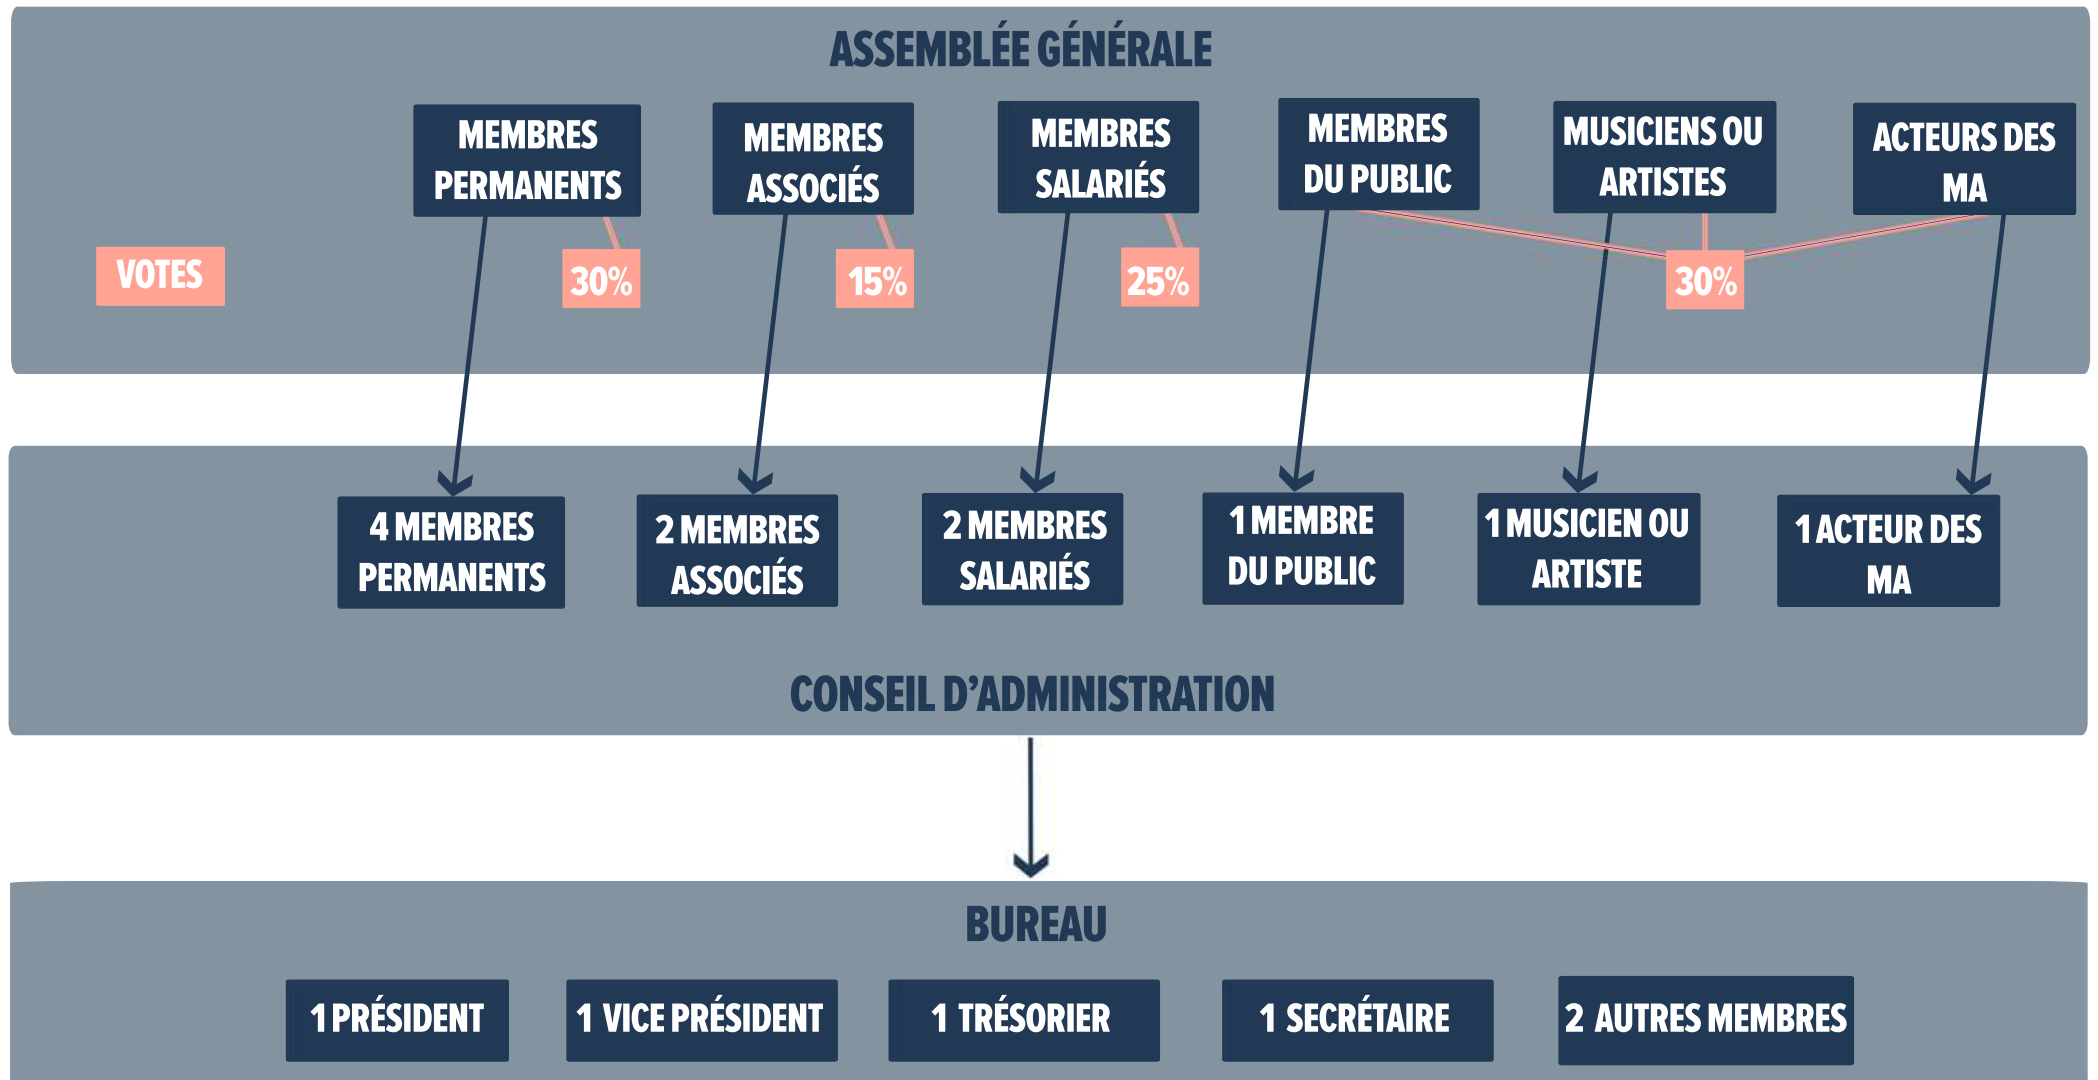 ASSEMBLÉE GÉNÉRALE
MEMBRES
PERMANENTS
MEMBRES
ASSOCIÉS
MEMBRES
SALARIÉS
MEMBRES
DU PUBLIC
MUSICIENS OU
ARTISTES
ACTEURS DES
MA
VOTES
30%
15%
25%
30%
4 MEMBRES
PERMANENTS
2 MEMBRES
ASSOCIÉS
2 MEMBRES
SALARIÉS
1 MEMBRE
DU PUBLIC
1 MUSICIEN OU
ARTISTE
1 ACTEUR DES
MA
CONSEIL D’ADMINISTRATION
BUREAU
1 PRÉSIDENT
1 VICE PRÉSIDENT
1 TRÉSORIER
1 SECRÉTAIRE
2 AUTRES MEMBRES